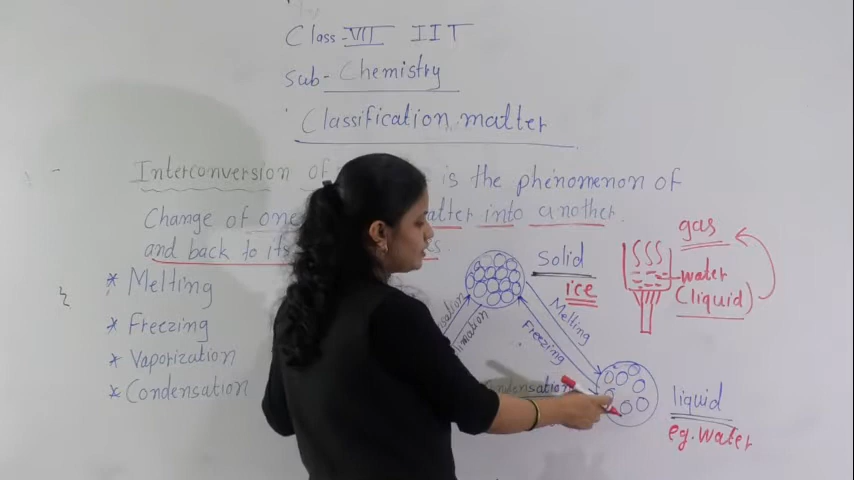 Class - VII IIT
Sub- Chemistry
Classification matter
Interconversion of is the phenomenon of
Change of one matter into another
and back to its
* Melting
* Freezing
* Vaporization
* Condensation
solid
ice
Melting
Freezing
Condensation
liquid
eg. Water
gas
water
(liquid)